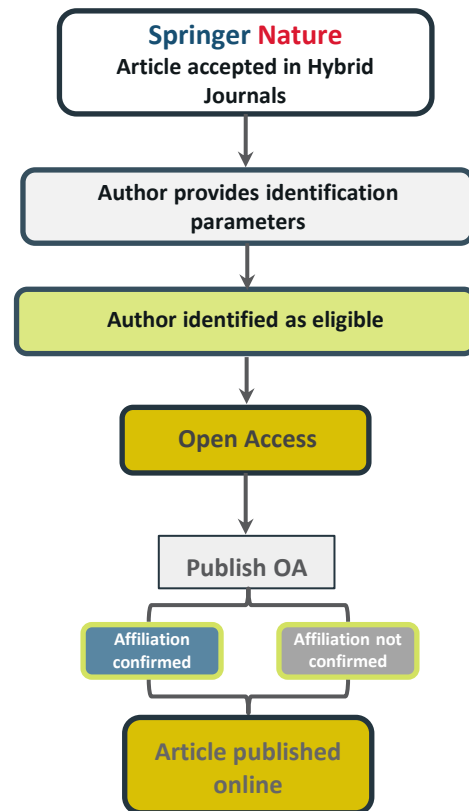 Springer Nature
Article accepted in Hybrid
Journals
Author provides identification
parameters
Author identified as eligible
Open Access
Publish OA
Affiliation
confirmed
Affiliation not
confirmed
Article published
online